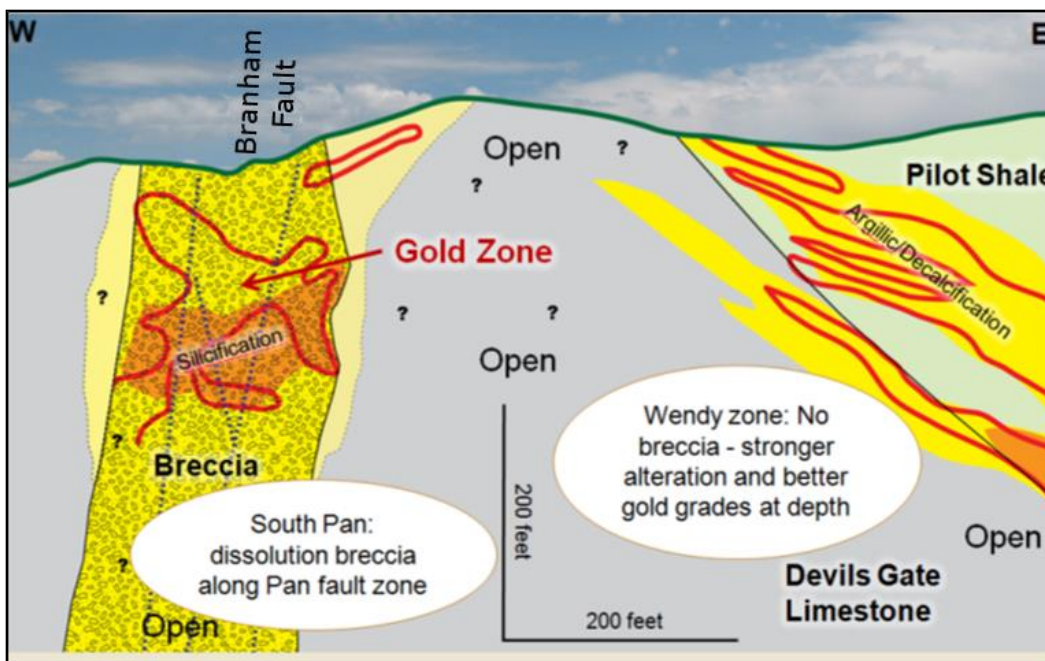 W
E
Branham
Fault
Open
?
Pilot Shale
?
Gold Zone
Argillic/Decalcification
?
?
?
Silicification
Open
Wendy zone: No
breccia - stronger
alteration and better
gold grades at depth
?
Breccia
200 feet
South Pan:
dissolution breccia
along Pan fault zone
Open
?
Devils Gate
Limestone
200 feet
Open